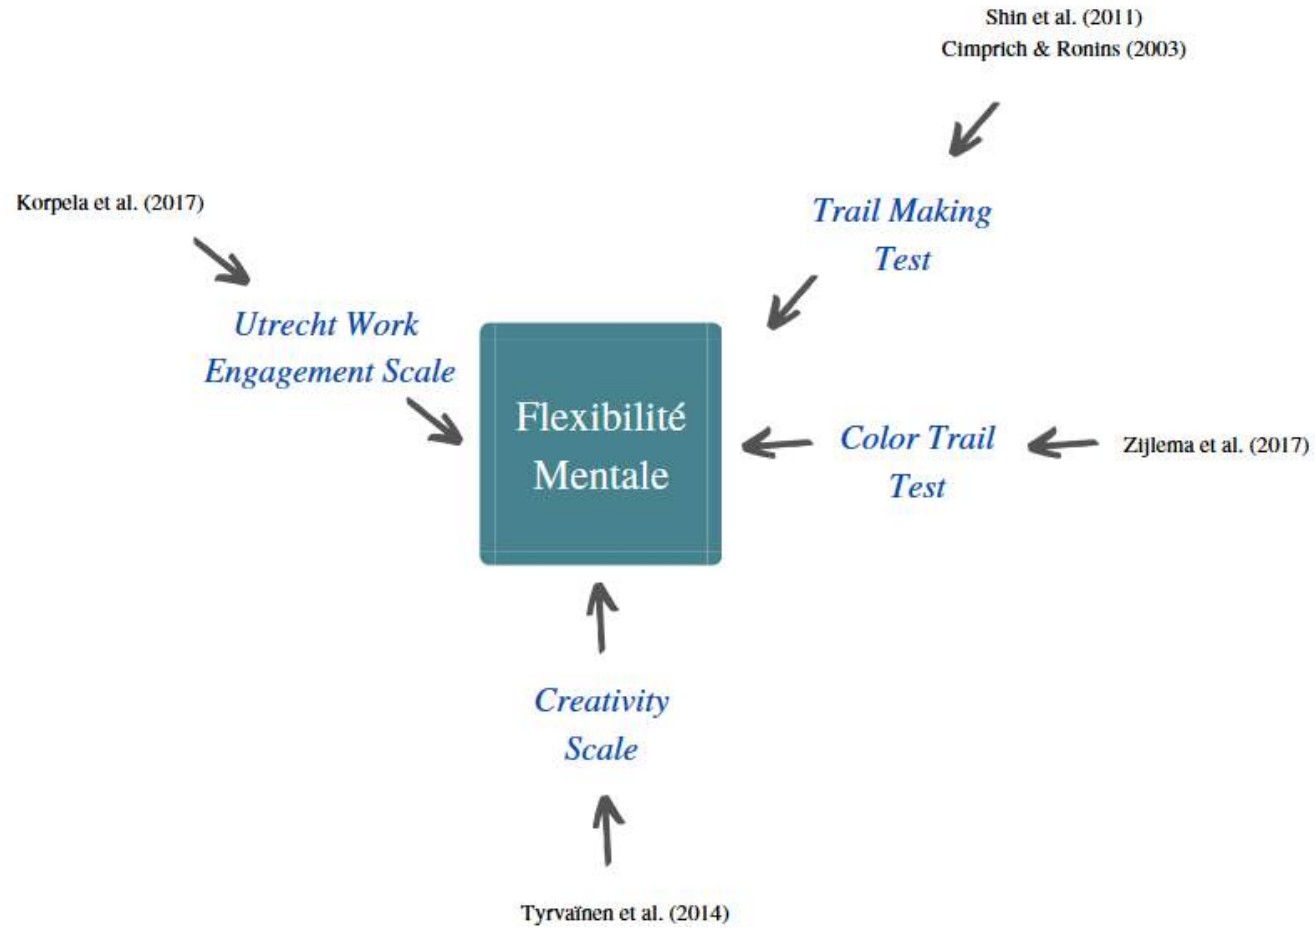 Shin et al. (2011)
Cimprich & Ronins (2003)
Korpela et al. (2017)
Trail Making
Test
Utrecht Work
Engagement Scale
Flexibilité
Mentale
Color Trail
Test
Zijlema et al. (2017)
Creativity
Scale
Tyrvaïnen et al. (2014)